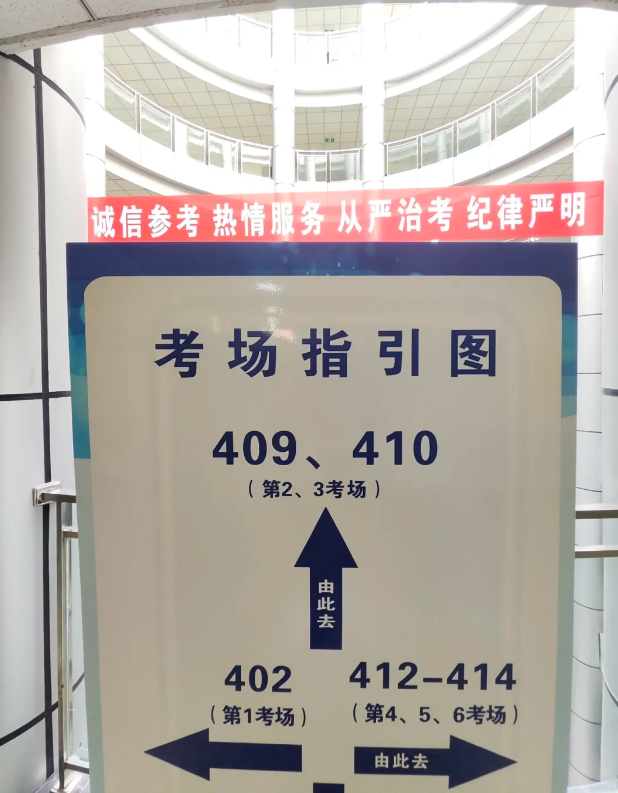 诚信参考 热情服务 从严治考 纪律严明
考场指引图
409、410
（第2、3考场）
由此去
402
（第1考场）
412-414
（第4、5、6考场）
由此去